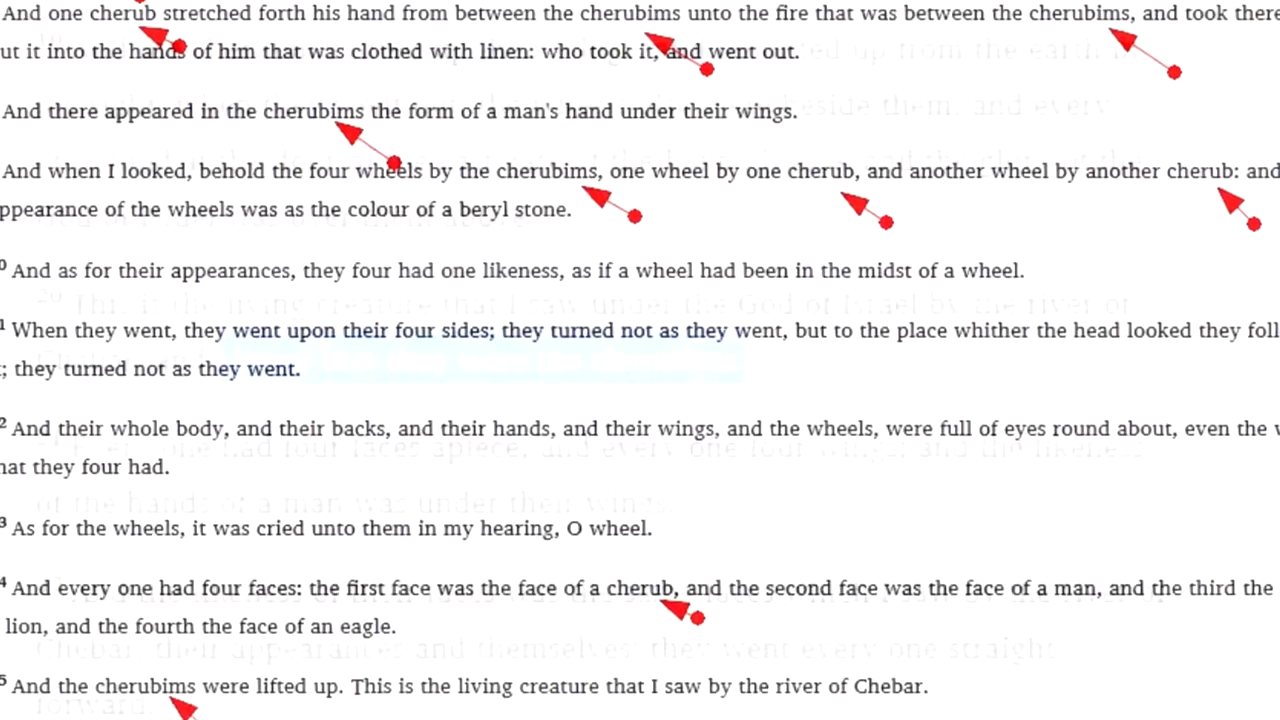 And one cherub stretched forth his hand from between the cherubims unto the fire that was between the cherubims, and took there
ut it into the hands of him that was clothed with linen: who took it, and went out.
And there appeared in the cherubims the form of a man's hand under their wings.
And when I looked, behold the four wheels by the cherubims, one wheel by one cherub, and another wheel by another cherub: and
ppearance of the wheels was as the colour of a beryl stone.
0 And as for their appearances, they four had one likeness, as if a wheel had been in the midst of a wheel.
1 When they went, they went upon their four sides; they turned not as they went, but to the place whither the head looked they foll
; they turned not as they went.
2 And their whole body, and their backs, and their hands, and their wings, and the wheels, were full of eyes round about, even the w
hat they four had.
3 As for the wheels, it was cried unto them in my hearing, O wheel.
4 And every one had four faces: the first face was the face of a cherub, and the second face was the face of a man, and the third the
lion, and the fourth the face of an eagle.
5 And the cherubims were lifted up. This is the living creature that I saw by the river of Chebar.